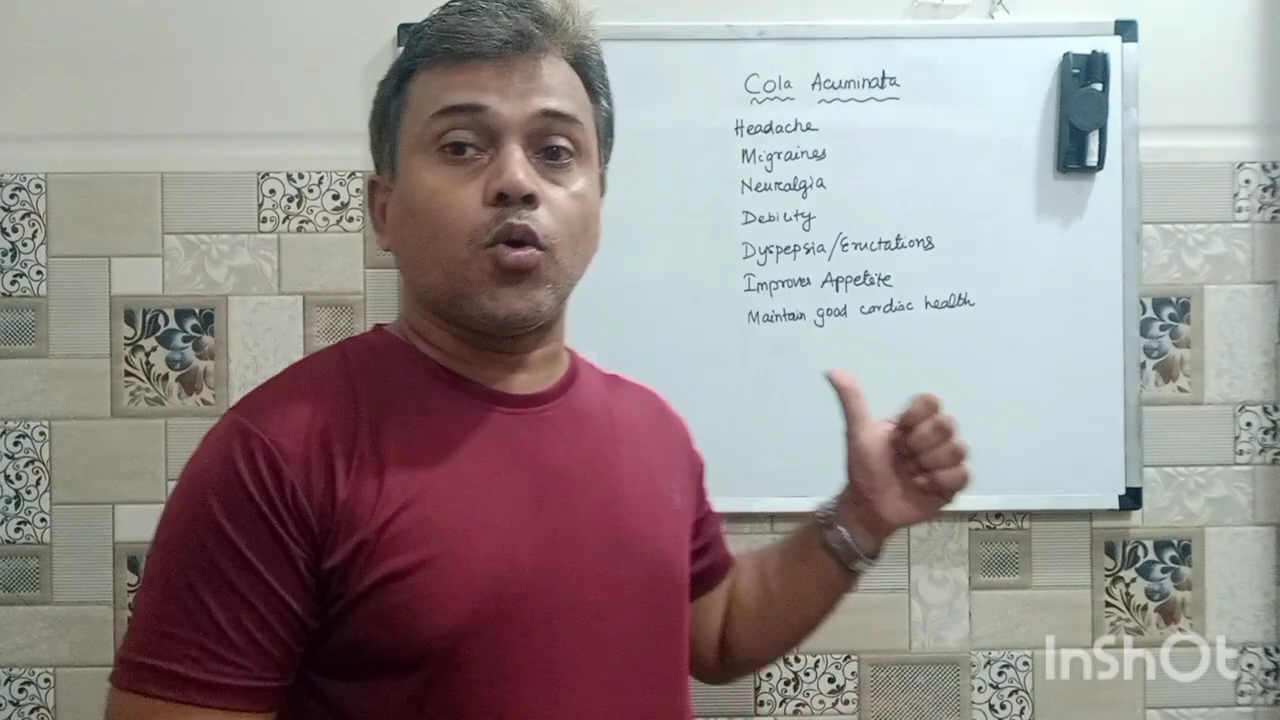 Cola Acuminata
Headache
Migraines
Neuralgia
Debility
Dyspepsia/Eructations
Improves Appetite
Maintain good cardiac health
InShOt